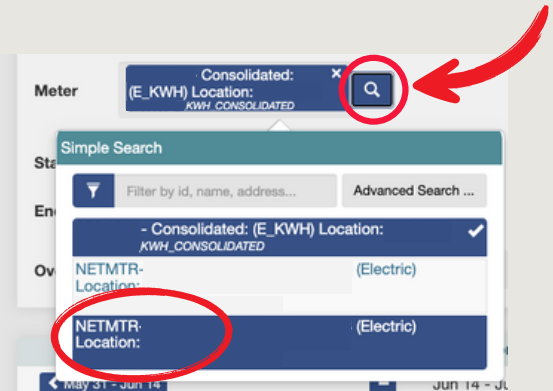 Consolidated: ×
Meter
(E_KWH) Location:
KWH_CONSOLIDATED
Simple Search
Filter by id, name, address...
Advanced Search ...
- Consolidated: (E_KWH) Location:
KWH_CONSOLIDATED
NETMTR- (Electric)
Location:
NETMTR- (Electric)
Location:
May 31 - Jun 14
Jun 14 -